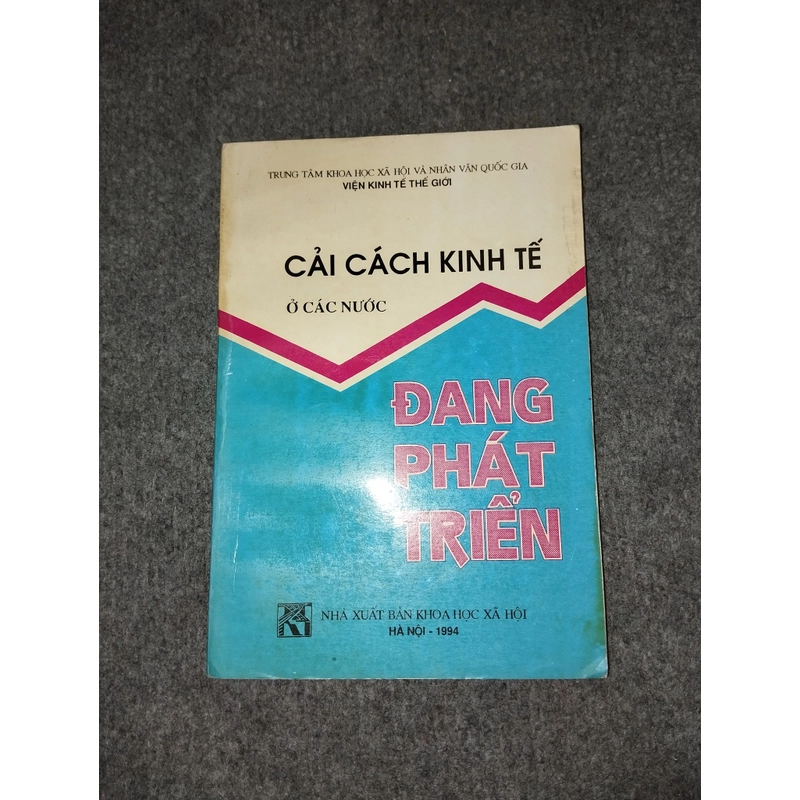 TRUNG TÂM KHOA HỌC XÃ HỘI VÀ NHÂN VĂN QUỐC GIA
VIỆN KINH TẾ THẾ GIỚI
CẢI CÁCH KINH TẾ
Ở CÁC NƯỚC
ĐANG
PHÁT
TRIỂN
NHÀ XUẤT BẢN KHOA HỌC XÃ HỘI
HÀ NỘI - 1994